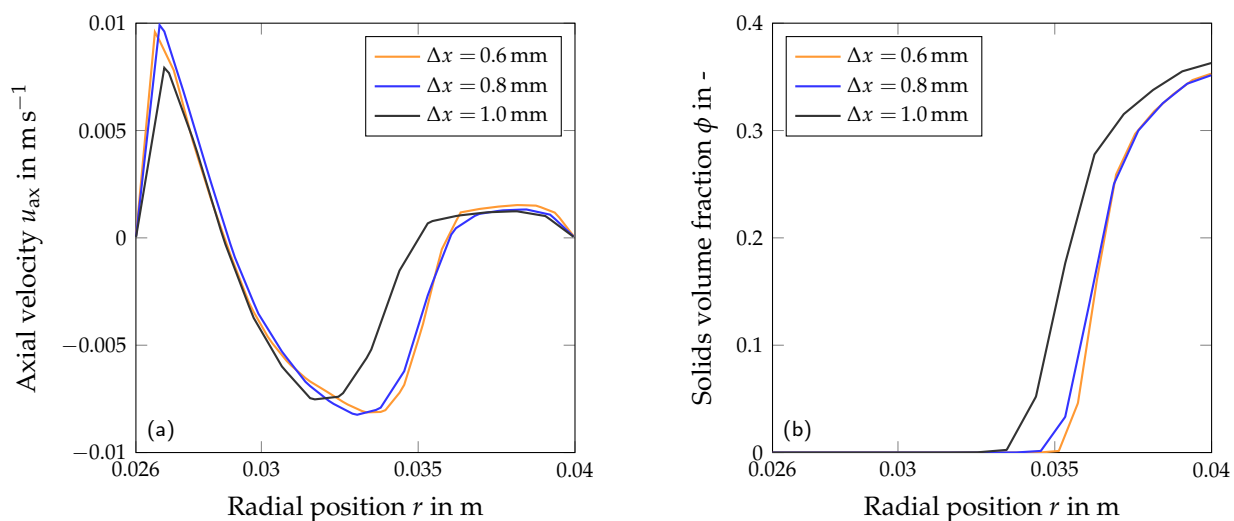 0.01
0.005
0
−0.005
−0.01
Axial velocity u_ax in m s⁻¹
Δx = 0.6 mm
Δx = 0.8 mm
Δx = 1.0 mm
(a)
0.026
0.03
0.035
0.04
Radial position r in m
0.4
0.3
0.2
0.1
0
Solids volume fraction ϕ in -
Δx = 0.6 mm
Δx = 0.8 mm
Δx = 1.0 mm
(b)
0.026
0.03
0.035
0.04
Radial position r in m